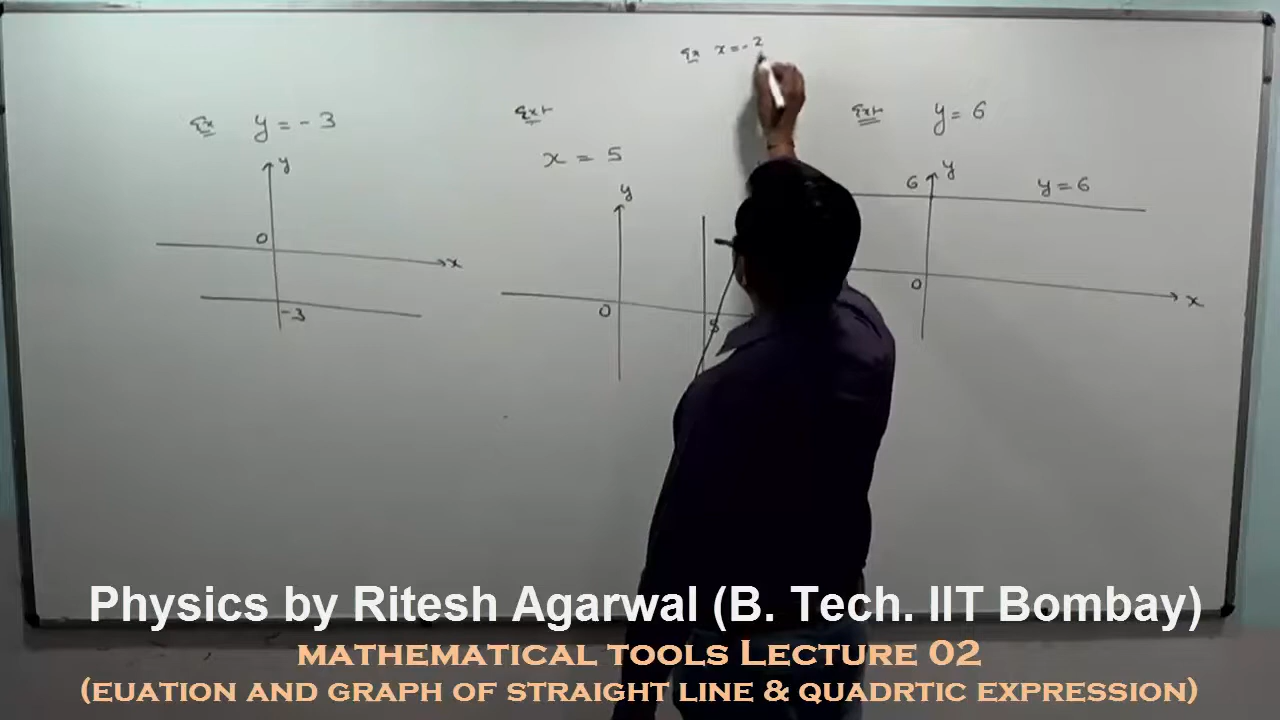 Ex x = -2
Ex y = -3
Ex:-
Ex:- y = 6
x = 5
y
y
6 y y = 6
0
x
0
x
-3
0 5
Physics by Ritesh Agarwal (B. Tech. IIT Bombay)
MATHEMATICAL TOOLS LECTURE 02
(EUATION AND GRAPH OF STRAIGHT LINE & QUADRTIC EXPRESSION)